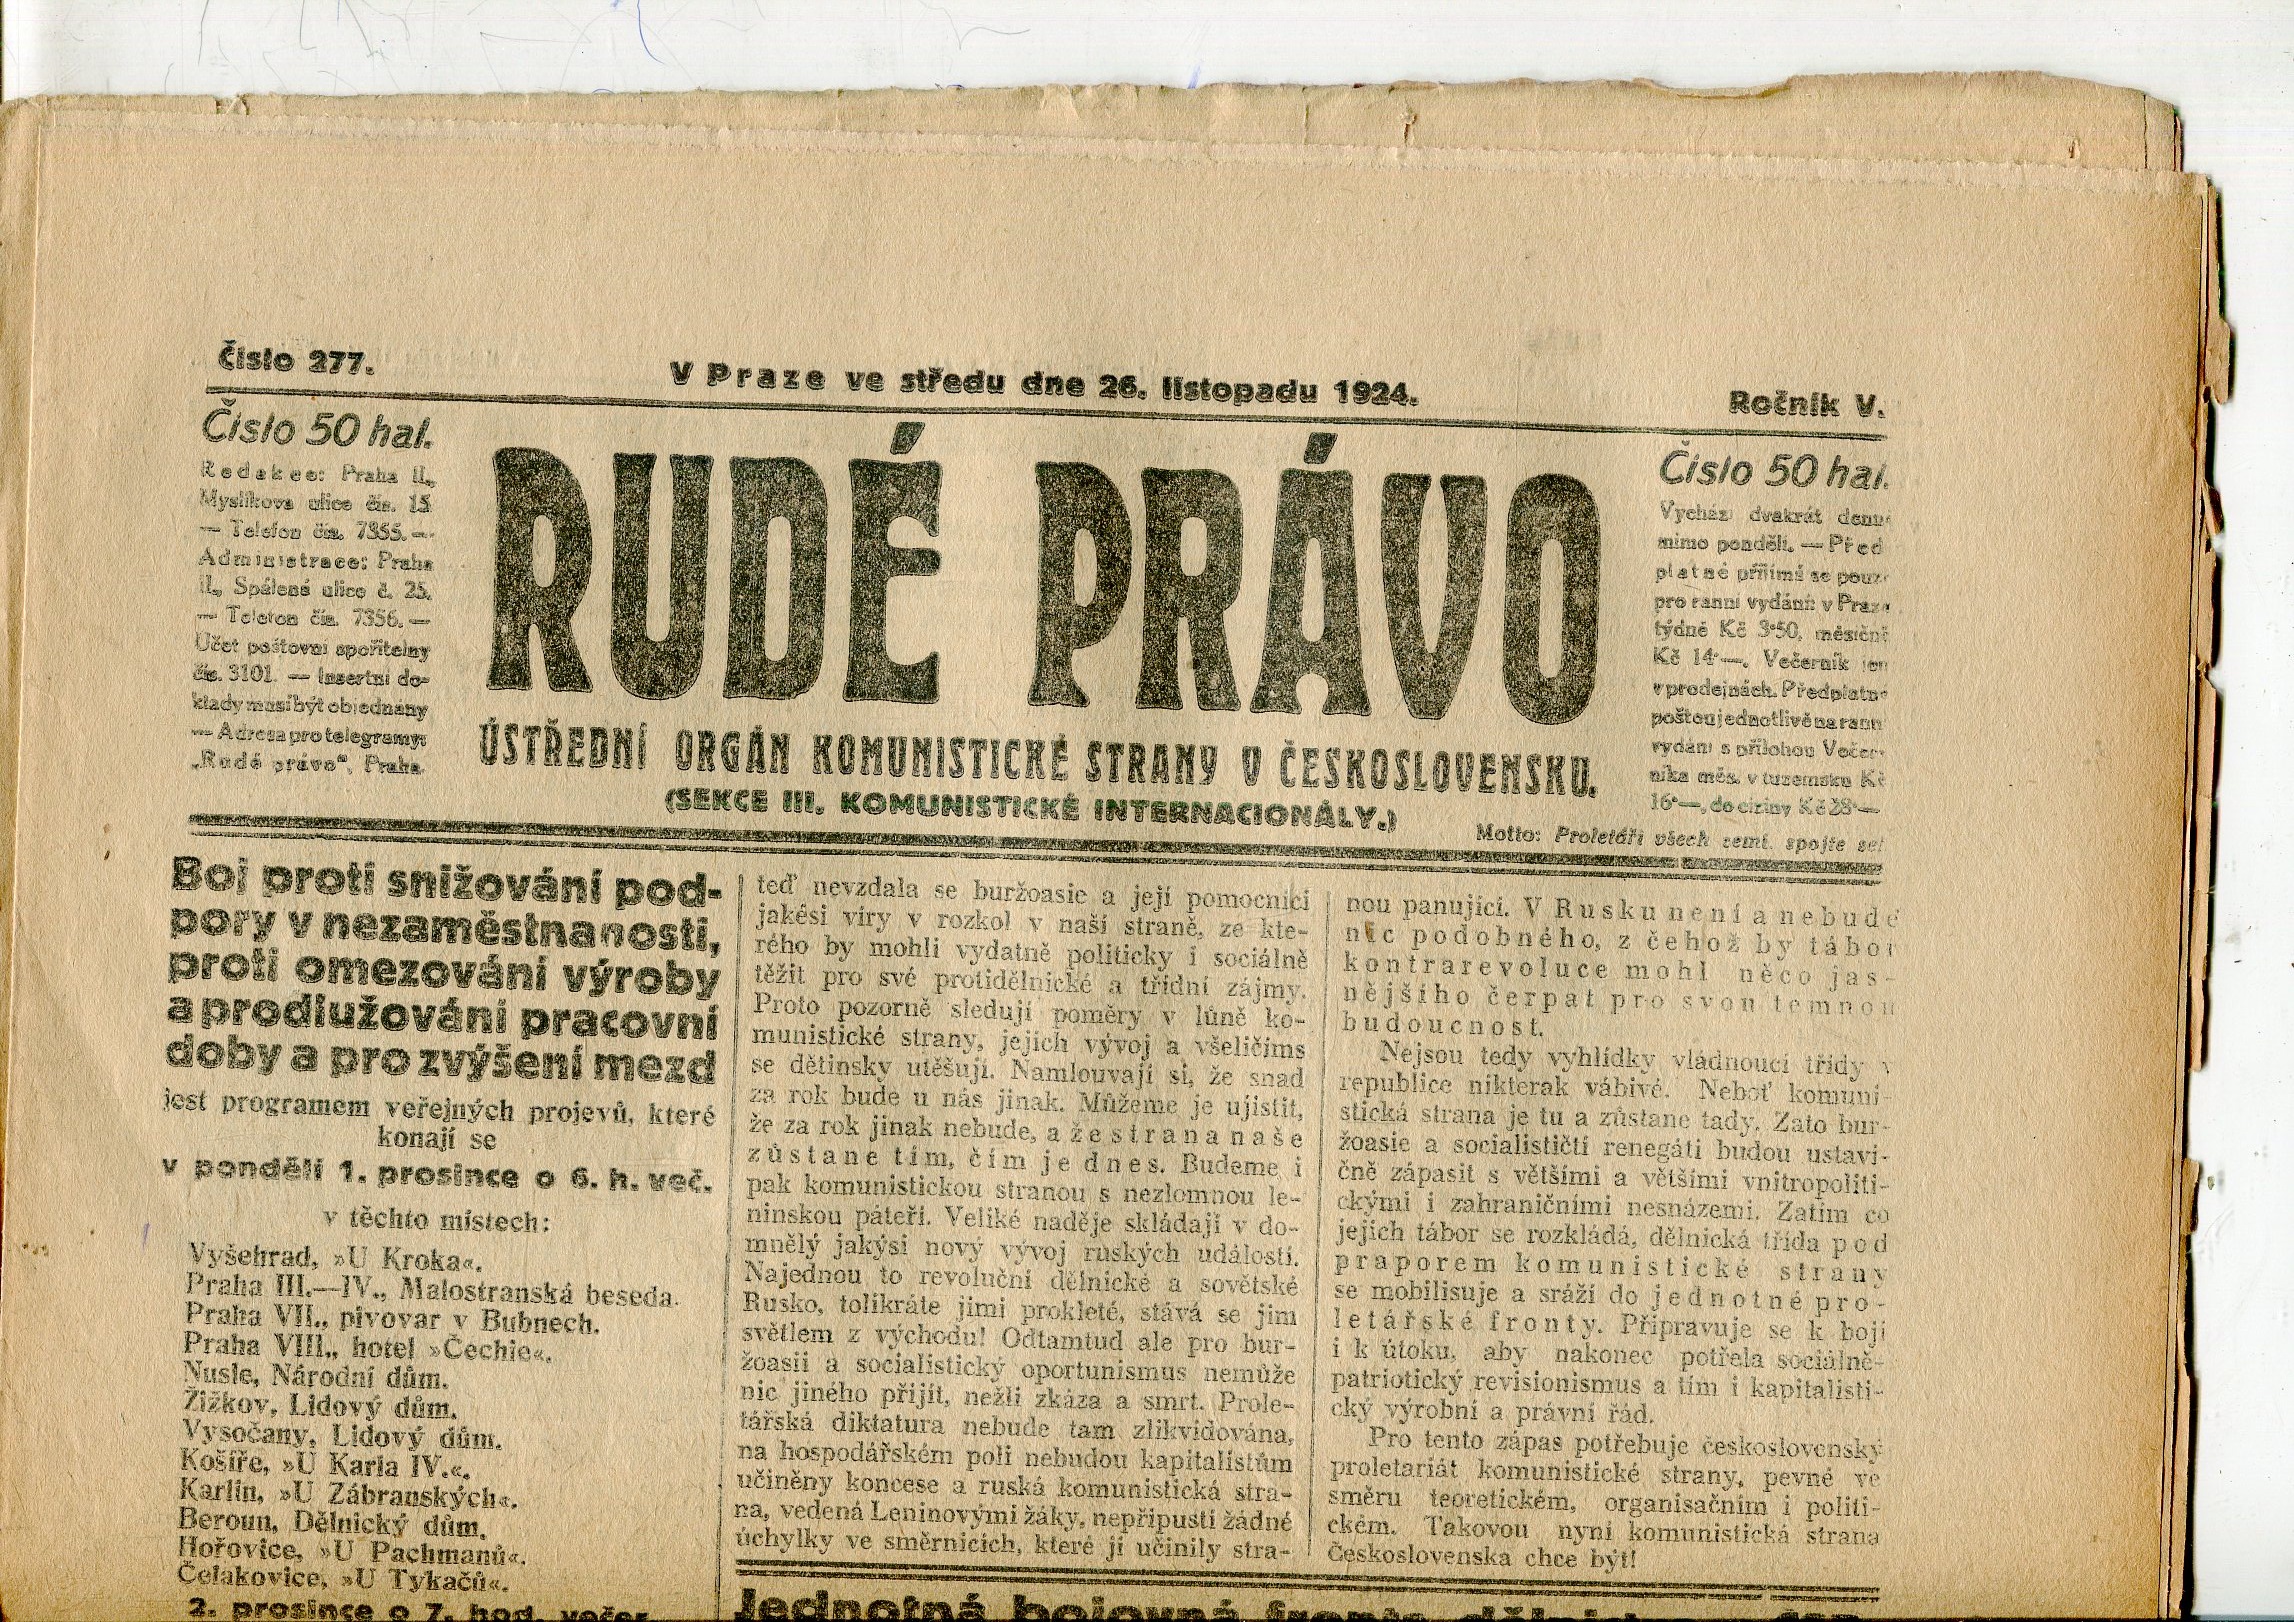 Číslo 277.
V Praze ve středu dne 26. listopadu 1924.
Ročník V.
Číslo 50 hal.
Redakce: Praha II.,
Myslíkova ulice čís. 15
— Telefon čís. 7355. —
Administrace: Praha
II., Spálená ulice č. 25.
— Telefon čís. 7356. —
Účet poštovní spořitelny
čís. 3101. — Insertní do-
klady musí být objednány
— Adresa pro telegramy:
„Rudé právo“, Praha.
RUDÉ PRÁVO
ÚSTŘEDNÍ ORGÁN KOMUNISTICKÉ STRANY V ČESKOSLOVENSKU.
(SEKCE III. KOMUNISTICKÉ INTERNACIONÁLY.)
Číslo 50 hal.
Vychází dvakrát denně
mimo pondělí. — Před
platné přijímá se pouze
pro ranní vydání: v Praze
týdně Kč 3·50, měsíčně
Kč 14·—. Večerník jen
v prodejnách. Předplatné
poštou jednotlivě na ranní
vydání s přílohou Večer-
níka měs. v tuzemsku Kč
16·—, do ciziny Kč 28·—
Motto: Proletáři všech zemí, spojte se!
Boj proti snižování pod-
pory v nezaměstnanosti,
proti omezování výroby
a prodlužování pracovní
doby a pro zvýšení mezd
jest programem veřejných projevů, které
konají se
v pondělí 1. prosince o 6. h. več.
v těchto místech:
Vyšehrad, »U Kroka«.
Praha III.—IV., Malostranská beseda.
Praha VII., pivovar v Bubnech.
Praha VIII., hotel »Čechie«.
Nusle, Národní dům.
Žižkov, Lidový dům.
Vysočany, Lidový dům.
Košíře, »U Karla IV.«.
Karlín, »U Zábranských«.
Beroun, Dělnický dům.
Hořovice, »U Pachmanů«.
Čelakovice, »U Tykačů«.
2. prosince o 7. hod. večer
teď nevzdala se buržoasie a její pomocníci
jakési víry v rozkol v naší straně, ze kte-
rého by mohli vydatně politicky i sociálně
těžit pro své protidělnické a třídní zájmy.
Proto pozorně sledují poměry v lůně ko-
munistické strany, jejich vývoj a všeličíms
se dětinsky utěšují. Namlouvají si, že snad
za rok bude u nás jinak. Můžeme je ujistit,
že za rok jinak nebude, a že strana naše
zůstane tím, čím je dnes. Budeme i
pak komunistickou stranou s nezlomnou le-
ninskou páteří. Veliké naděje skládají v do-
mnělý jakýsi nový vývoj ruských událostí.
Najednou to revoluční dělnické a sovětské
Rusko, tolikráte jimi prokleté, stává se jim
světlem z východu! Odtamtud ale pro bur-
žoasii a socialistický oportunismus nemůže
nic jiného přijít, nežli zkáza a smrt. Prole-
tářská diktatura nebude tam zlikvidována,
na hospodářském poli nebudou kapitalistům
učiněny koncese a ruská komunistická stra-
na, vedená Leninovými žáky, nepřipustí žádné
úchylky ve směrnicích, které ji učinily stra-
nou panující. V Rusku není a nebude
nic podobného, z čehož by tábor
kontrarevoluce mohl něco jas-
nějšího čerpat pro svou temnou
budoucnost.
Nejsou tedy vyhlídky vládnoucí třídy v
republice nikterak vábivé. Neboť komuni-
stická strana je tu a zůstane tady. Zato bur-
žoasie a socialističtí renegáti budou ustavi-
čně zápasit s většími a většími vnitropoliti-
ckými i zahraničními nesnázemi. Zatím co
jejich tábor se rozkládá, dělnická třída pod
praporem komunistické strany
se mobilisuje a sráží do jednotné pro-
letářské fronty. Připravuje se k boji
i k útoku, aby nakonec potřela sociálně-
patriotický revisionismus a tím i kapitalisti-
cký výrobní a právní řád.
Pro tento zápas potřebuje československý
proletariát komunistické strany, pevné ve
směru teoretickém, organisačním i politi-
ckém. Takovou nyní komunistická strana
Československa chce být!
Jednotná bojovná fronta